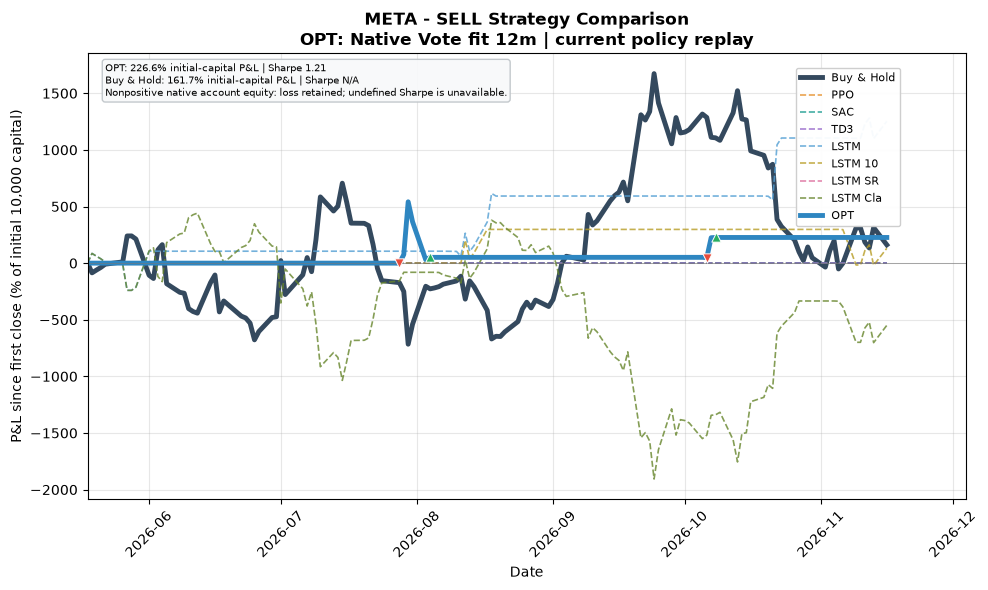 META - SELL Strategy Comparison
OPT: Native Vote fit 12m | current policy replay
OPT: 226.6% initial-capital P&L | Sharpe 1.21
Buy & Hold: 161.7% initial-capital P&L | Sharpe N/A
Nonpositive native account equity: loss retained; undefined Sharpe is unavailable.
Buy & Hold
PPO
SAC
TD3
LSTM
LSTM 10
LSTM SR
LSTM Cla
OPT
P&L since first close (% of initial 10,000 capital)
1500
1000
500
0
−500
−1000
−1500
−2000
2026-06
2026-07
2026-08
2026-09
2026-10
2026-11
2026-12
Date